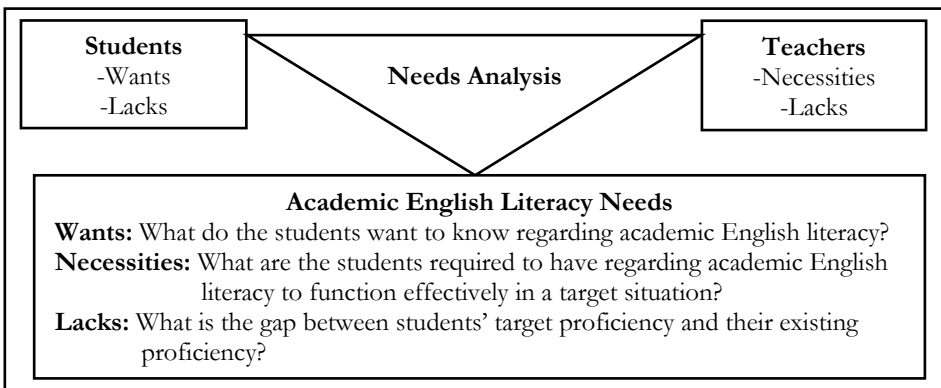 Students
-Wants
-Lacks
Needs Analysis
Teachers
-Necessities
-Lacks
Academic English Literacy Needs
Wants: What do the students want to know regarding academic English literacy?
Necessities: What are the students required to have regarding academic English
literacy to function effectively in a target situation?
Lacks: What is the gap between students’ target proficiency and their existing
proficiency?